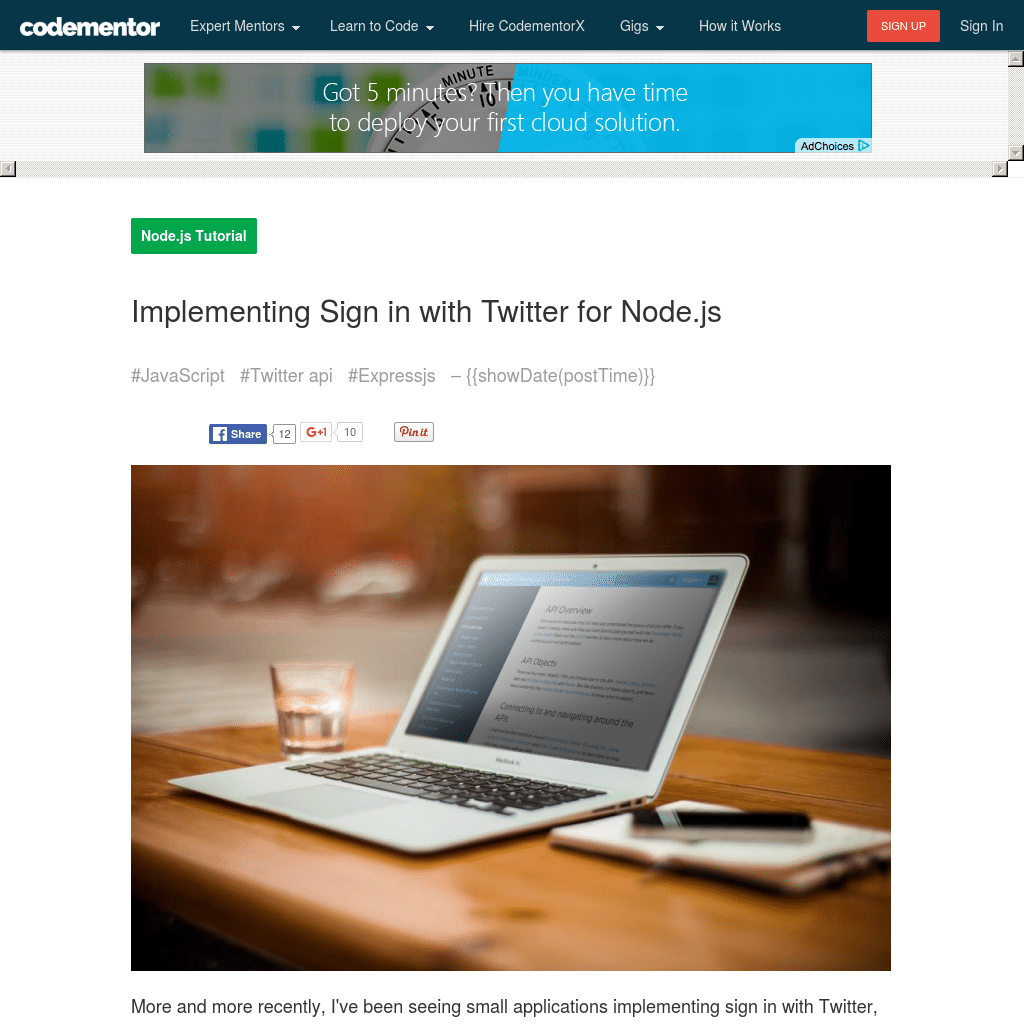 codementor Expert Mentors Learn to Code Hire CodementorX Gigs How it Works SIGN UP Sign In
MINUTE MINDER
10
Got 5 minutes? Then you have time
to deploy your first cloud solution.
AdChoices
Node.js Tutorial
Implementing Sign in with Twitter for Node.js
#JavaScript #Twitter api #Expressjs – {{showDate(postTime)}}
Share 12 G+1 10 Pin it
API Overview
API Objects
Connecting to and navigating around the
APIs
More and more recently, I've been seeing small applications implementing sign in with Twitter,